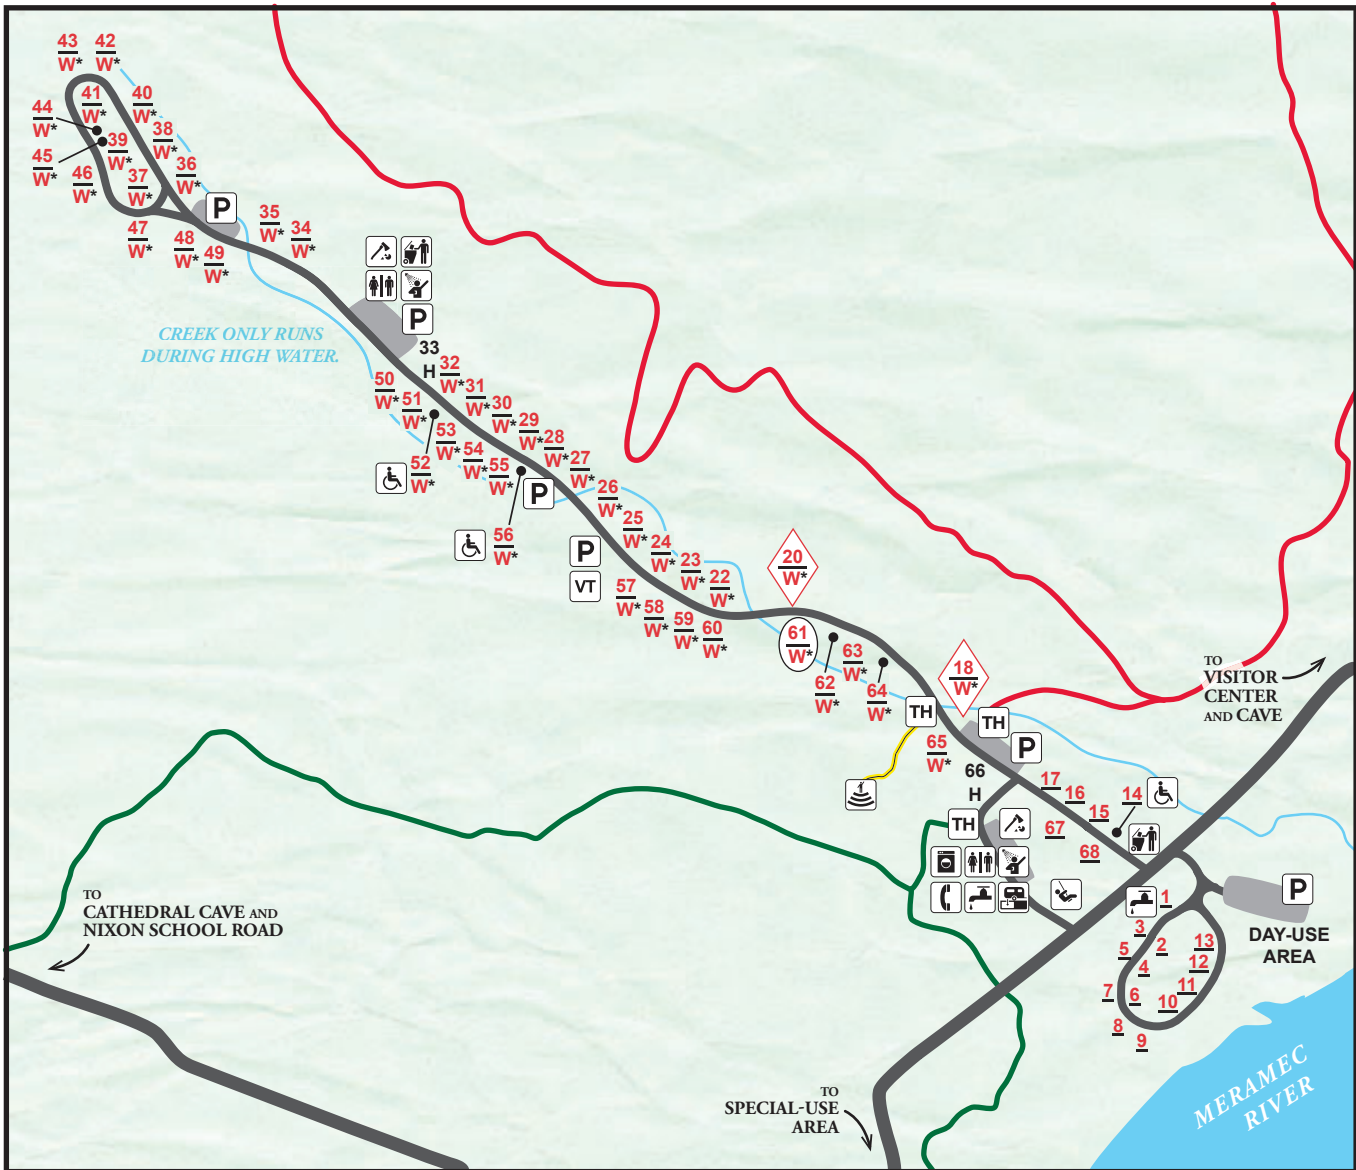 43
W*
42
W*
41
W*
40
W*
44
W*
39
W*
38
W*
45
W*
46
W*
37
W*
36
W*
P
47
W*
48
W*
49
W*
35
W*
34
W*
P
CREEK ONLY RUNS
DURING HIGH WATER.
33
H
32
W*
31
W*
30
W*
29
W*
28
W*
27
W*
26
W*
25
W*
24
W*
23
W*
22
W*
50
W*
51
W*
52
W*
53
W*
54
W*
55
W*
P
56
W*
P
VT
57
W*
58
W*
59
W*
60
W*
20
W*
61
W*
62
W*
63
W*
64
W*
18
W*
TH
TH
P
65
W*
66
H
TH
17
16
15
14
67
68
TO
VISITOR
CENTER
AND CAVE
TO
CATHEDRAL CAVE AND
NIXON SCHOOL ROAD
1
3
2
5
4
13
12
11
10
7
6
8
9
P
DAY-USE
AREA
TO
SPECIAL-USE
AREA
MERAMEC
RIVER